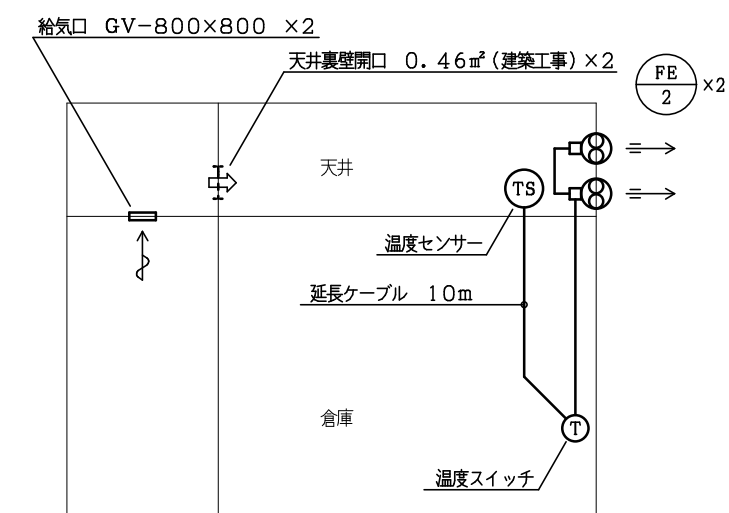 給気口 GV-800×800 ×2
天井裏壁開口 0.46㎡(建築工事)×2
FE
2
×2
天井
TS
温度センサー
延長ケーブル 10m
倉庫
T
温度スイッチ